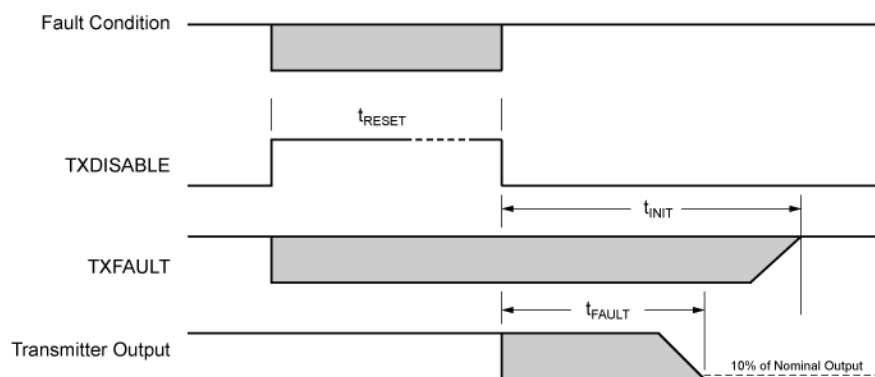 Fault Condition
tRESET
TXDISABLE
tINIT
TXFAULT
tFAULT
Transmitter Output
10% of Nominal Output